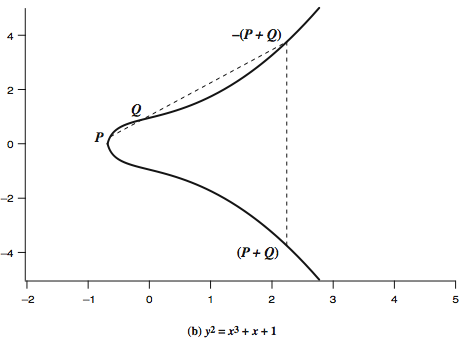 4
–(P + Q)
2
Q
P
0
–2
(P + Q)
–4
–2 –1 0 1 2 3 4 5
(b) y² = x³ + x + 1